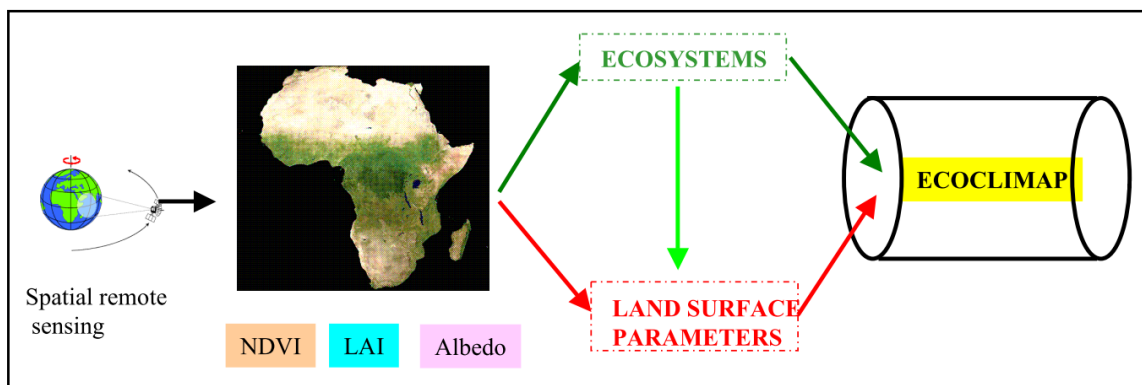 Spatial remote
sensing
NDVI
LAI
Albedo
ECOSYSTEMS
LAND SURFACE
PARAMETERS
ECOCLIMAP